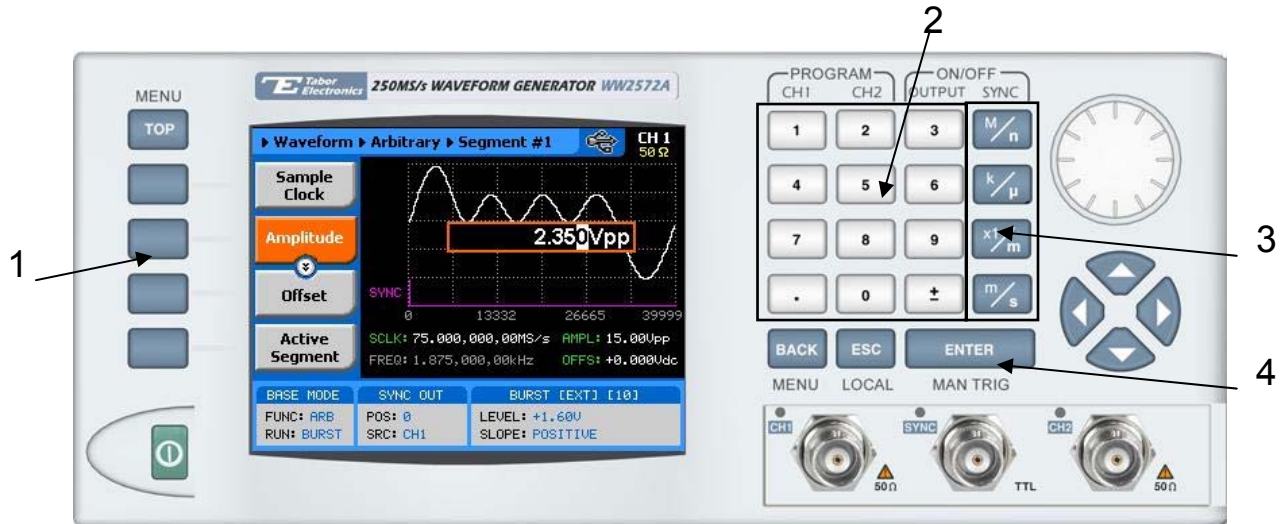 2
MENU
TOP
Tabor Electronics 250MS/s WAVEFORM GENERATOR WW2572A
Waveform Arbitrary Segment #1
CH 1
50 Ω
Sample Clock
Amplitude
Offset
Active Segment
2.350Vpp
SYNC
0 13332 26665 39999
SCLK: 75.000,000,00MS/s AMPL: 15.00Vpp
FREQ: 1.875,000,00kHz OFFS: +0.000Vdc
BASE MODE SYNC OUT BURST [EXT] [10]
FUNC: ARB POS: 0 LEVEL: +1.60V
RUN: BURST SRC: CH1 SLOPE: POSITIVE
PROGRAM ON/OFF
CH1 CH2 OUTPUT SYNC
1 2 3 M/n
4 5 6 k/µ
7 8 9 x1/m
. 0 ± m/s
BACK ESC ENTER
MENU LOCAL MAN TRIG
CH1 SYNC CH2
50Ω TTL 50Ω
1
3
4